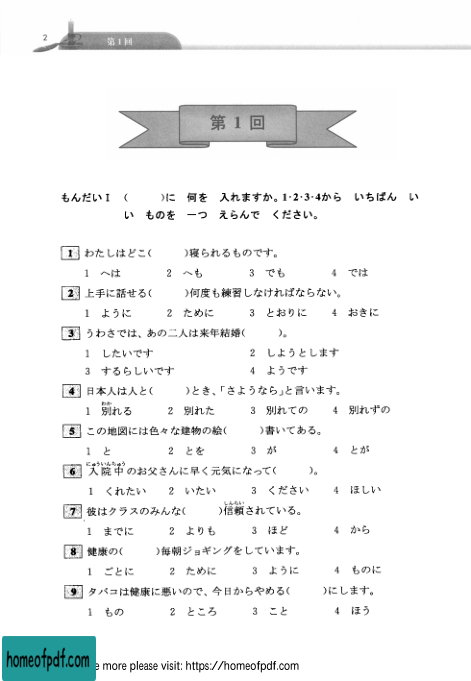 2
第1回
第1回
もんだいⅠ （　　）に 何を 入れますか。1・2・3・4から いちばん い
い ものを 一つ えらんで ください。
1 わたしはどこ(　　)寝られるものです。
1 へは　2 へも　3 でも　4 では
2 上手に話せる(　　)何度も練習しなければならない。
1 ように　2 ために　3 とおりに　4 おきに
3 うわさでは、あの二人は来年結婚(　　)。
1 したいです　2 しようとします
3 するらしいです　4 ようです
4 日本人は人と(　　)とき、「さようなら」と言います。
わか
1 別れる　2 別れた　3 別れての　4 別れずの
5 この地図には色々な建物の絵(　　)書いてある。
1 と　2 とを　3 が　4 とが
にゅういんちゅう
6 入院中のお父さんに早く元気になって(　　)。
1 くれたい　2 いたい　3 ください　4 ほしい
しんらい
7 彼はクラスのみんな(　　)信頼されている。
1 までに　2 よりも　3 ほど　4 から
8 健康の(　　)毎朝ジョギングをしています。
1 ごとに　2 ために　3 ように　4 ものに
9 タバコは健康に悪いので、今日からやめる(　　)にします。
1 もの　2 ところ　3 こと　4 ほう
homeofpdf.com
e more please visit: https://homeofpdf.com